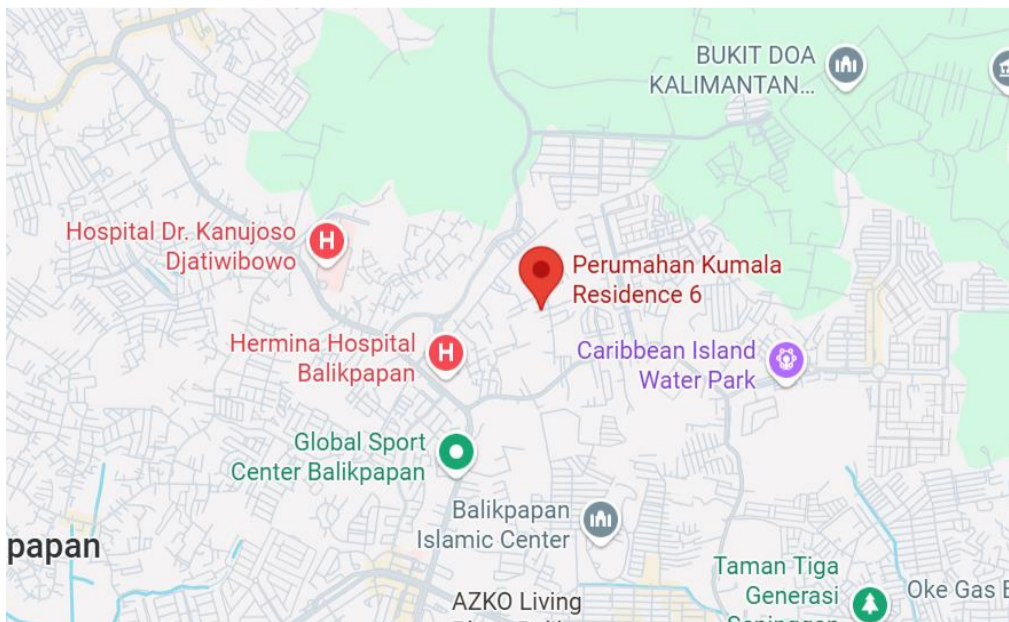 BUKIT DOA
KALIMANTAN...
Hospital Dr. Kanujoso
Djatiwibowo
H
Perumahan Kumala
Residence 6
Hermina Hospital
Balikpapan
H
Caribbean Island
Water Park
Global Sport
Center Balikpapan
Balikpapan
Islamic Center
papan
Taman Tiga
Generasi
Oke Gas E
AZKO Living